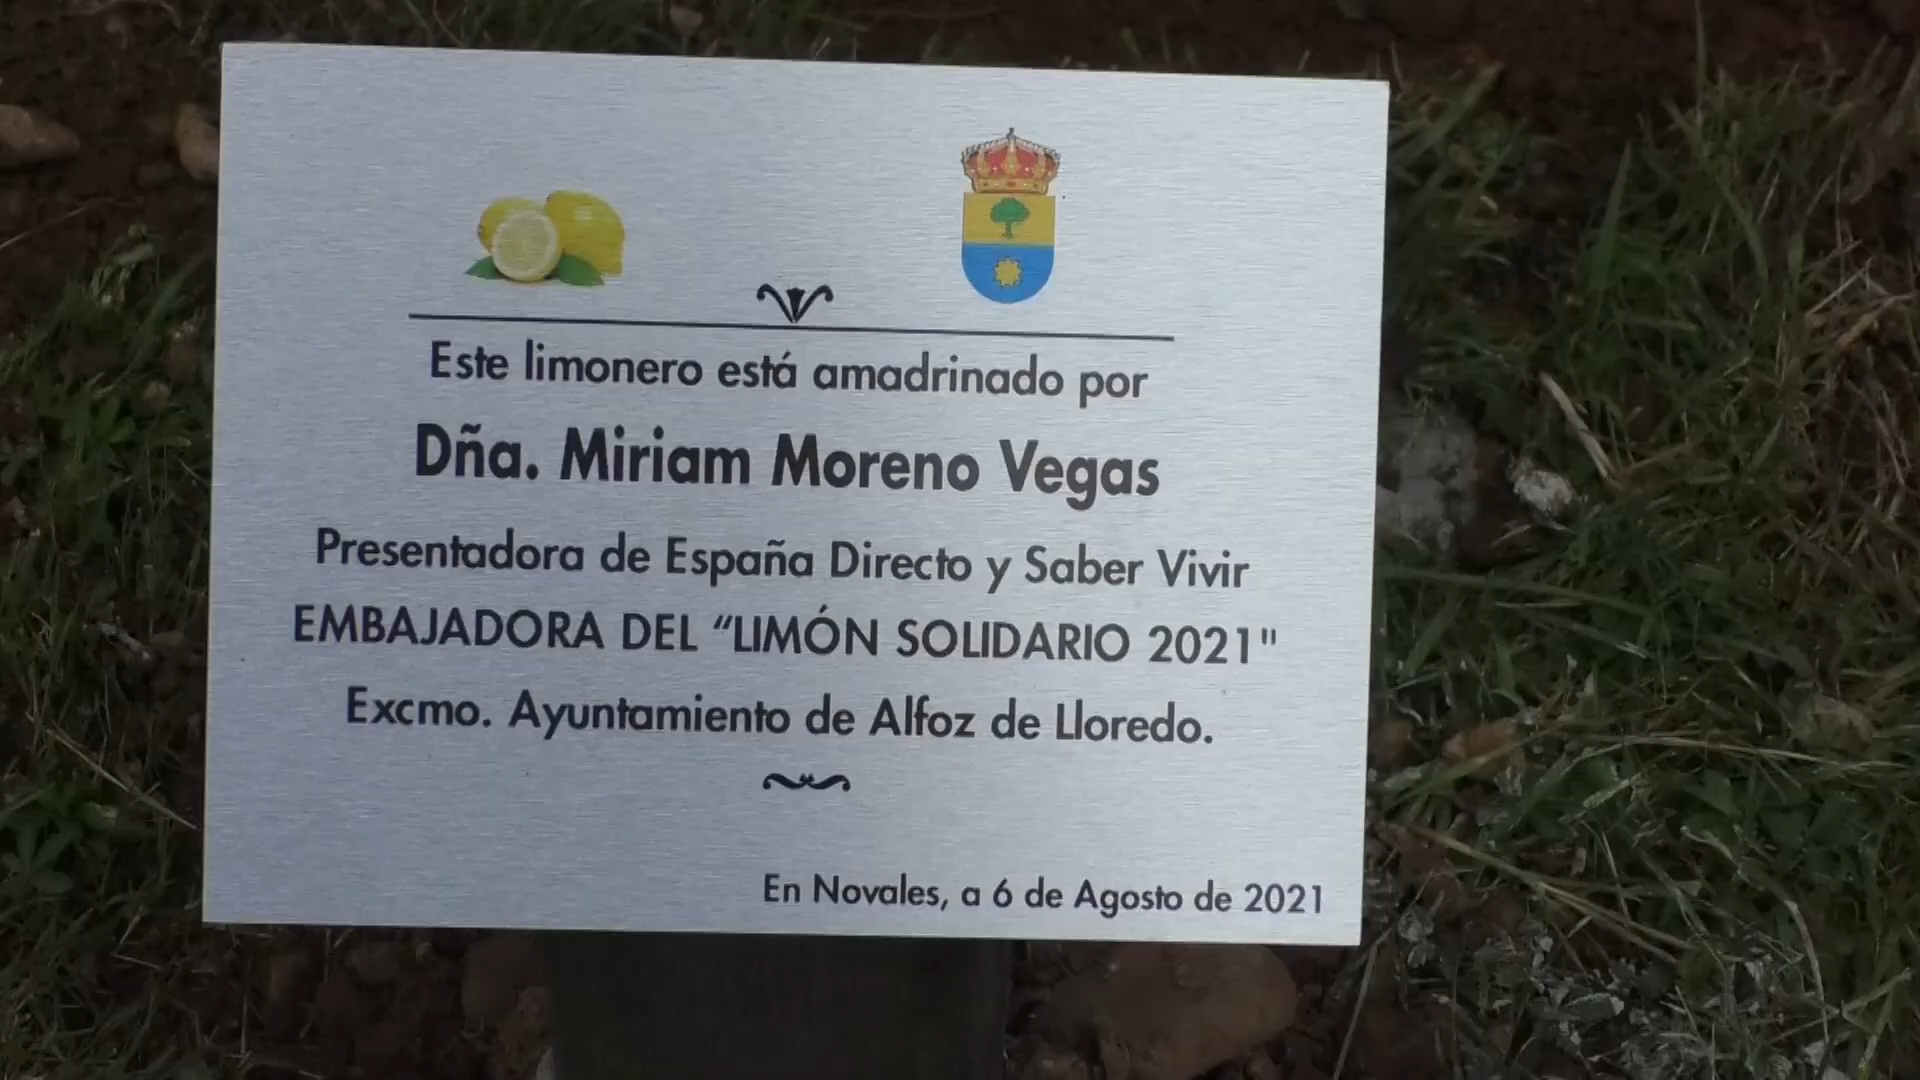 Este limonero está amadrinado por
Dña. Miriam Moreno Vegas
Presentadora de España Directo y Saber Vivir
EMBAJADORA DEL “LIMÓN SOLIDARIO 2021"
Excmo. Ayuntamiento de Alfoz de Lloredo.
En Novales, a 6 de Agosto de 2021